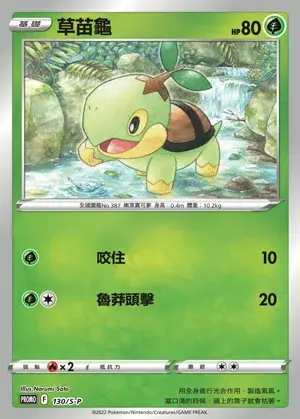 基礎 草苗龜 HP80
全國圖鑑No.387 嫩葉寶可夢 身高：0.4m 體重：10.2kg
咬住 10
魯莽頭擊 20
弱點 ×2 抵抗力 撤退
Illus. Narumi Sato
PROMO F 130/S-P
用全身進行光合作用，製造氧氣。
當口渴的時候，頭上的葉子就會枯萎。
©2022 Pokémon/Nintendo/Creatures/GAME FREAK.